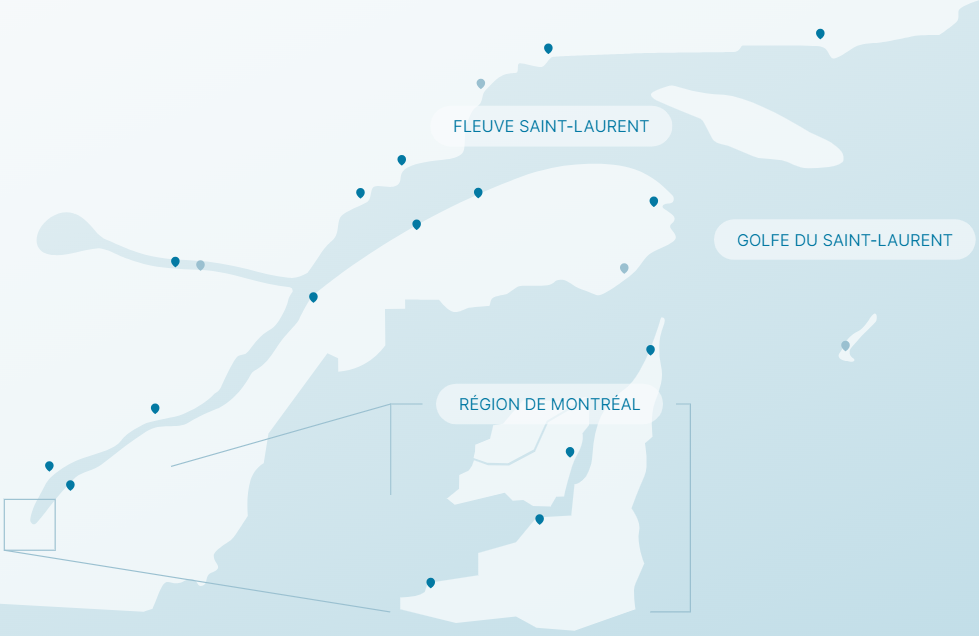 FLEUVE SAINT-LAURENT
GOLFE DU SAINT-LAURENT
RÉGION DE MONTRÉAL